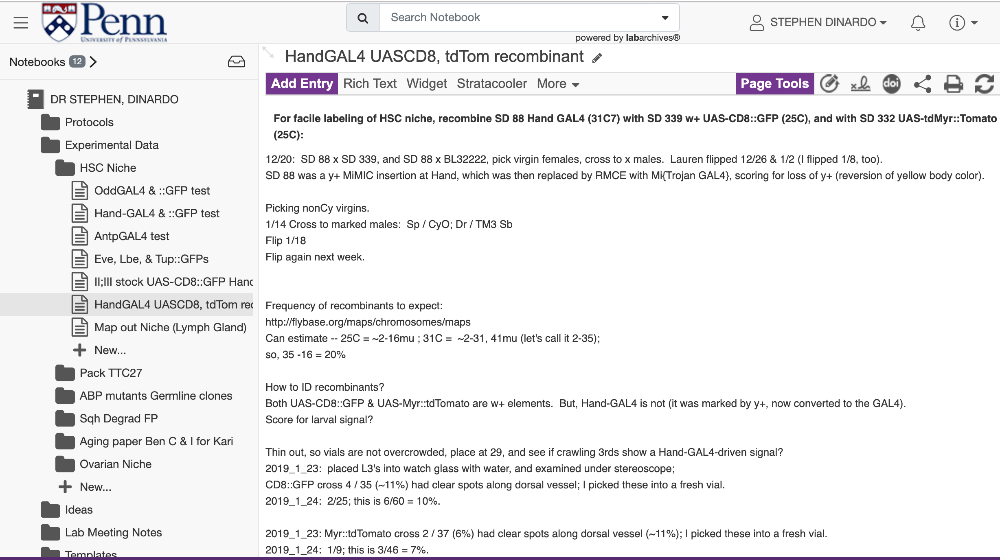 Penn
UNIVERSITY of PENNSYLVANIA
Search Notebook
powered by labarchives®
STEPHEN DINARDO
Notebooks 12
DR STEPHEN, DINARDO
Protocols
Experimental Data
HSC Niche
OddGAL4 & ::GFP test
Hand-GAL4 & ::GFP test
AntpGAL4 test
Eve, Lbe, & Tup::GFPs
II;III stock UAS-CD8::GFP Hand
HandGAL4 UASCD8, tdTom rec
Map out Niche (Lymph Gland)
New...
Pack TTC27
ABP mutants Germline clones
Sqh Degrad FP
Aging paper Ben C & I for Kari
Ovarian Niche
New...
Ideas
Lab Meeting Notes
Templates
HandGAL4 UASCD8, tdTom recombinant
Add Entry Rich Text Widget Stratacooler More
Page Tools
doi
For facile labeling of HSC niche, recombine SD 88 Hand GAL4 (31C7) with SD 339 w+ UAS-CD8::GFP (25C), and with SD 332 UAS-tdMyr::Tomato
(25C):
12/20:  SD 88 x SD 339, and SD 88 x BL32222, pick virgin females, cross to x males.  Lauren flipped 12/26 & 1/2 (I flipped 1/8, too).
SD 88 was a y+ MiMIC insertion at Hand, which was then replaced by RMCE with Mi{Trojan GAL4}, scoring for loss of y+ (reversion of yellow body color).
Picking nonCy virgins.
1/14 Cross to marked males:  Sp / CyO; Dr / TM3 Sb
Flip 1/18
Flip again next week.
Frequency of recombinants to expect:
http://flybase.org/maps/chromosomes/maps
Can estimate -- 25C = ~2-16mu ; 31C =  ~2-31, 41mu (let's call it 2-35);
so, 35 -16 = 20%
How to ID recombinants?
Both UAS-CD8::GFP & UAS-Myr::tdTomato are w+ elements.  But, Hand-GAL4 is not (it was marked by y+, now converted to the GAL4).
Score for larval signal?
Thin out, so vials are not overcrowded, place at 29, and see if crawling 3rds show a Hand-GAL4-driven signal?
2019_1_23:  placed L3's into watch glass with water, and examined under stereoscope;
CD8::GFP cross 4 / 35 (~11%) had clear spots along dorsal vessel; I picked these into a fresh vial.
2019_1_24:  2/25; this is 6/60 = 10%.
2019_1_23: Myr::tdTomato cross 2 / 37 (6%) had clear spots along dorsal vessel (~11%); I picked these into a fresh vial.
2019_1_24:  1/9; this is 3/46 = 7%.